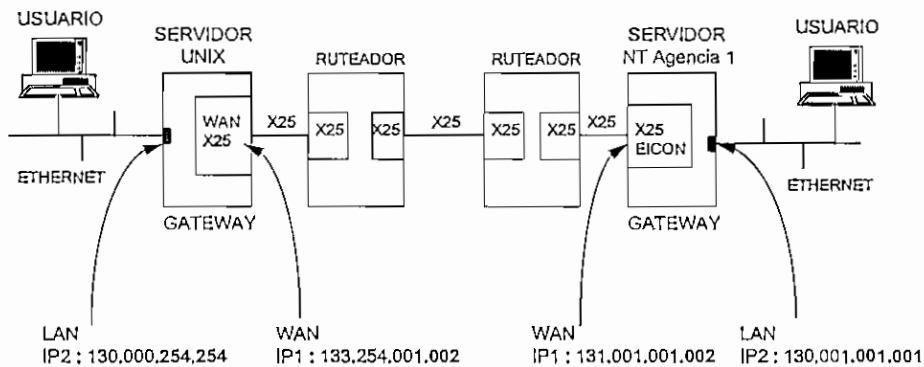 USUARIO
SERVIDOR
UNIX
RUTEADOR
RUTEADOR
SERVIDOR
NT Agencia 1
USUARIO
WAN
X25
X25
X25
X25
X25
X25
X25
X25
X25
EICON
ETHERNET
ETHERNET
GATEWAY
GATEWAY
LAN
IP2 : 130,000,254,254
WAN
IP1 : 133,254,001,002
WAN
IP1 : 131,001,001,002
LAN
IP2 : 130,001,001,001